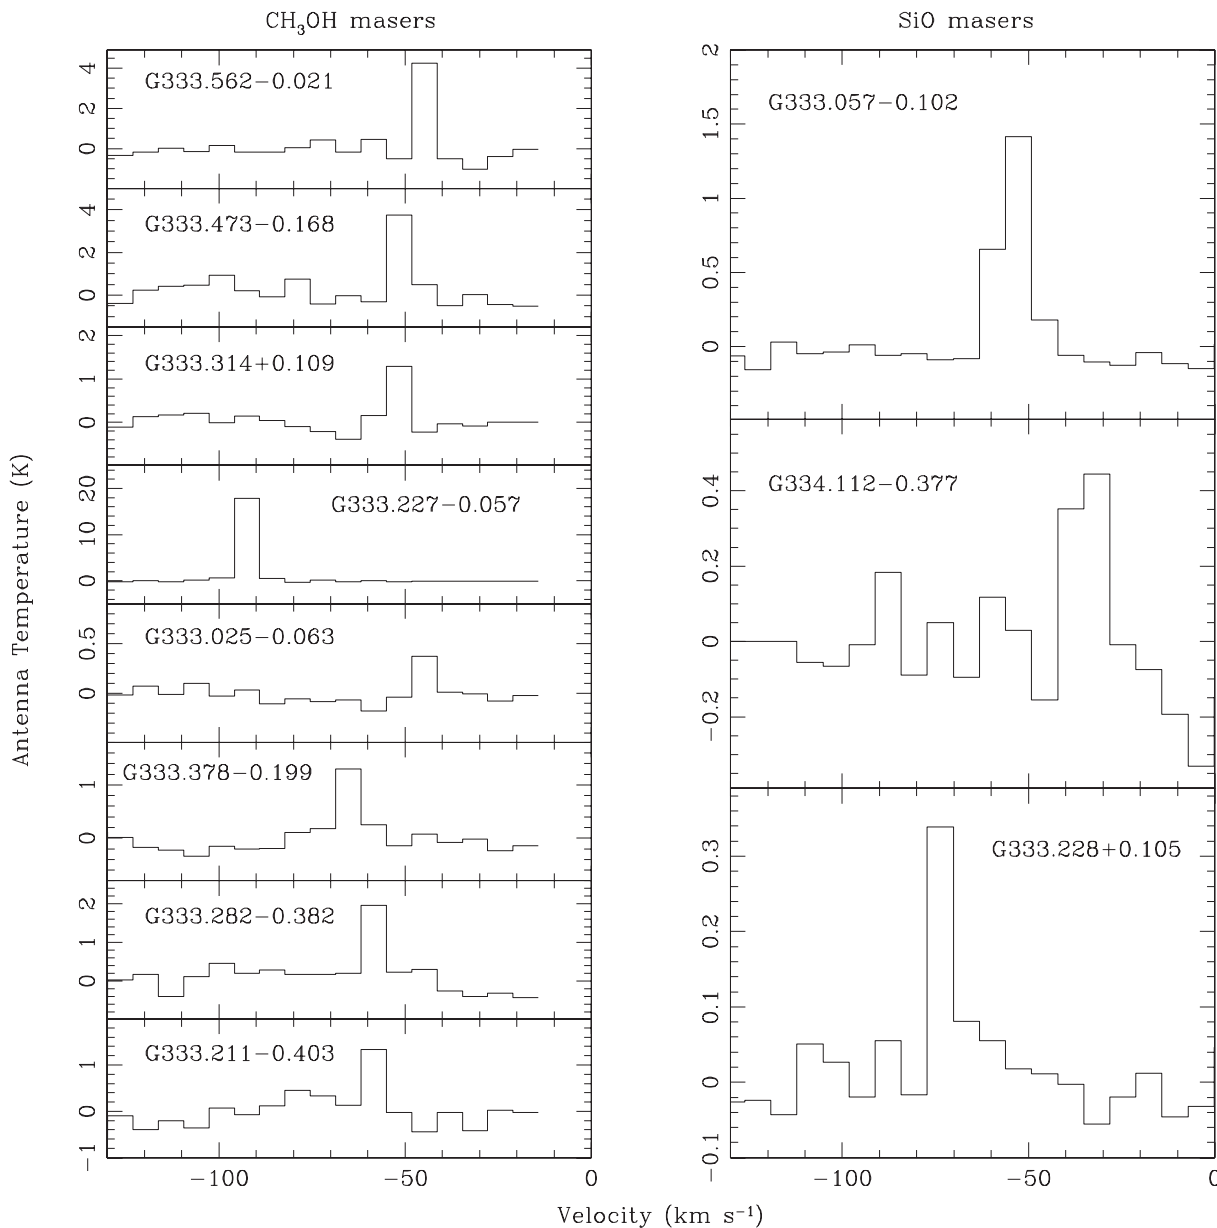 CH₃OH masers
SiO masers
Antenna Temperature (K)
G333.562−0.021
4
2
0
G333.473−0.168
4
2
0
G333.314+0.109
2
1
0
G333.227−0.057
20
10
0
G333.025−0.063
0.5
0
G333.378−0.199
1
0
G333.282−0.382
2
1
0
G333.211−0.403
1
0
−1
−100
−50
0
G333.057−0.102
2
1.5
1
0.5
0
G334.112−0.377
0.4
0.2
0
−0.2
G333.228+0.105
0.3
0.2
0.1
0
−0.1
−100
−50
0
Velocity (km s⁻¹)